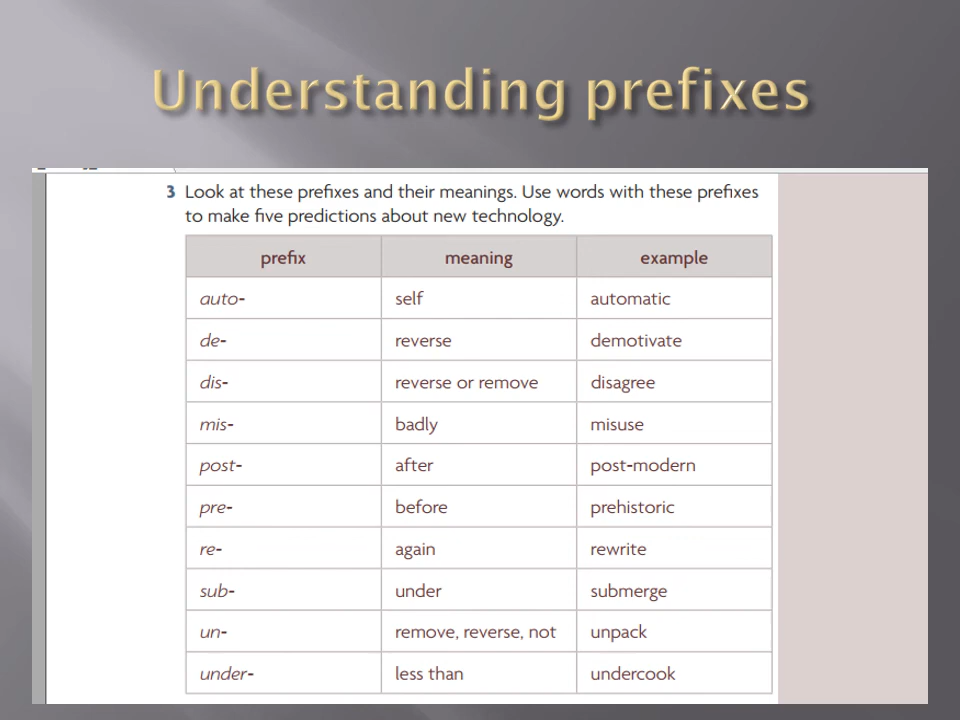 Understanding prefixes
3 Look at these prefixes and their meanings. Use words with these prefixes
to make five predictions about new technology.
prefix meaning example
auto- self automatic
de- reverse demotivate
dis- reverse or remove disagree
mis- badly misuse
post- after post-modern
pre- before prehistoric
re- again rewrite
sub- under submerge
un- remove, reverse, not unpack
under- less than undercook